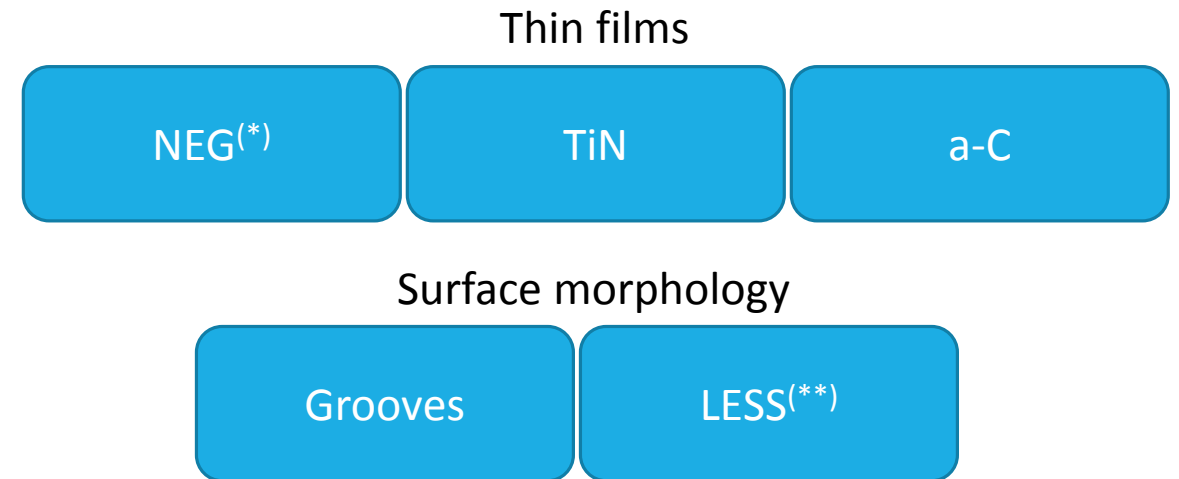 Thin films
NEG(*) TiN a-C
Surface morphology
Grooves LESS(**)